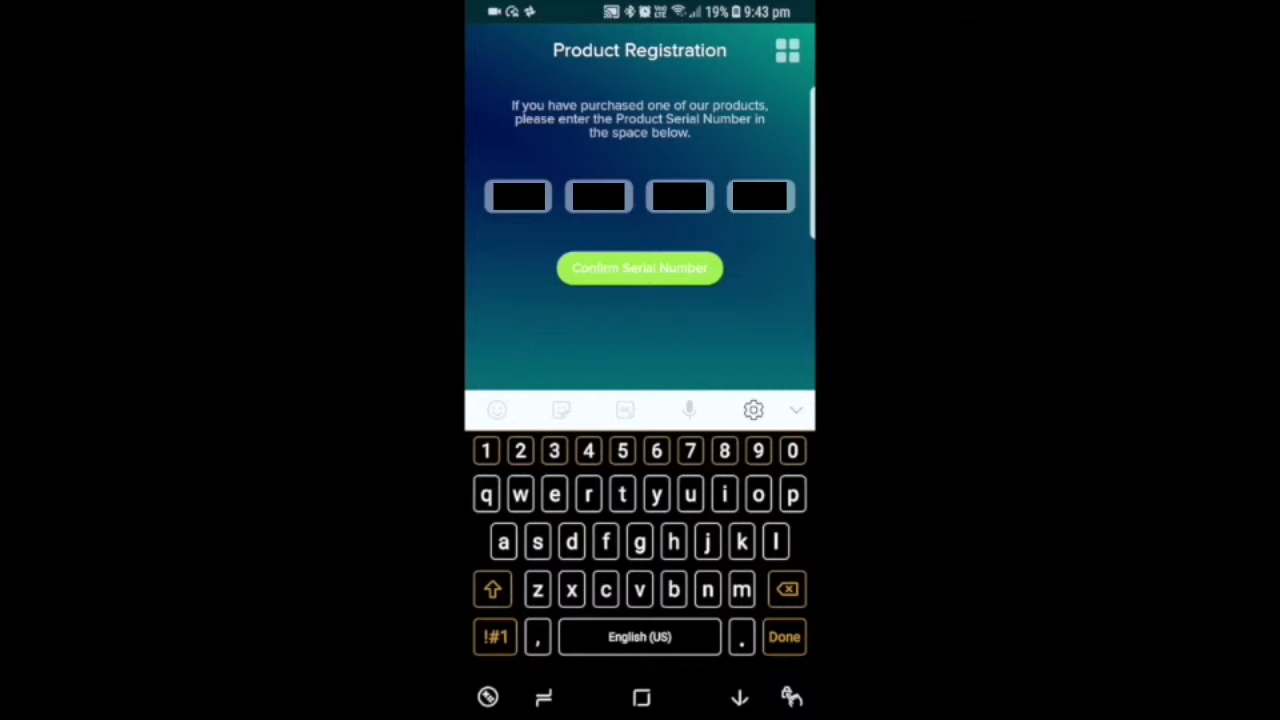 19% 9:43 pm
Product Registration
If you have purchased one of our products,
please enter the Product Serial Number in
the space below.
Confirm Serial Number
1 2 3 4 5 6 7 8 9 0
q w e r t y u i o p
a s d f g h j k l
z x c v b n m
!#1 , English (US) . Done